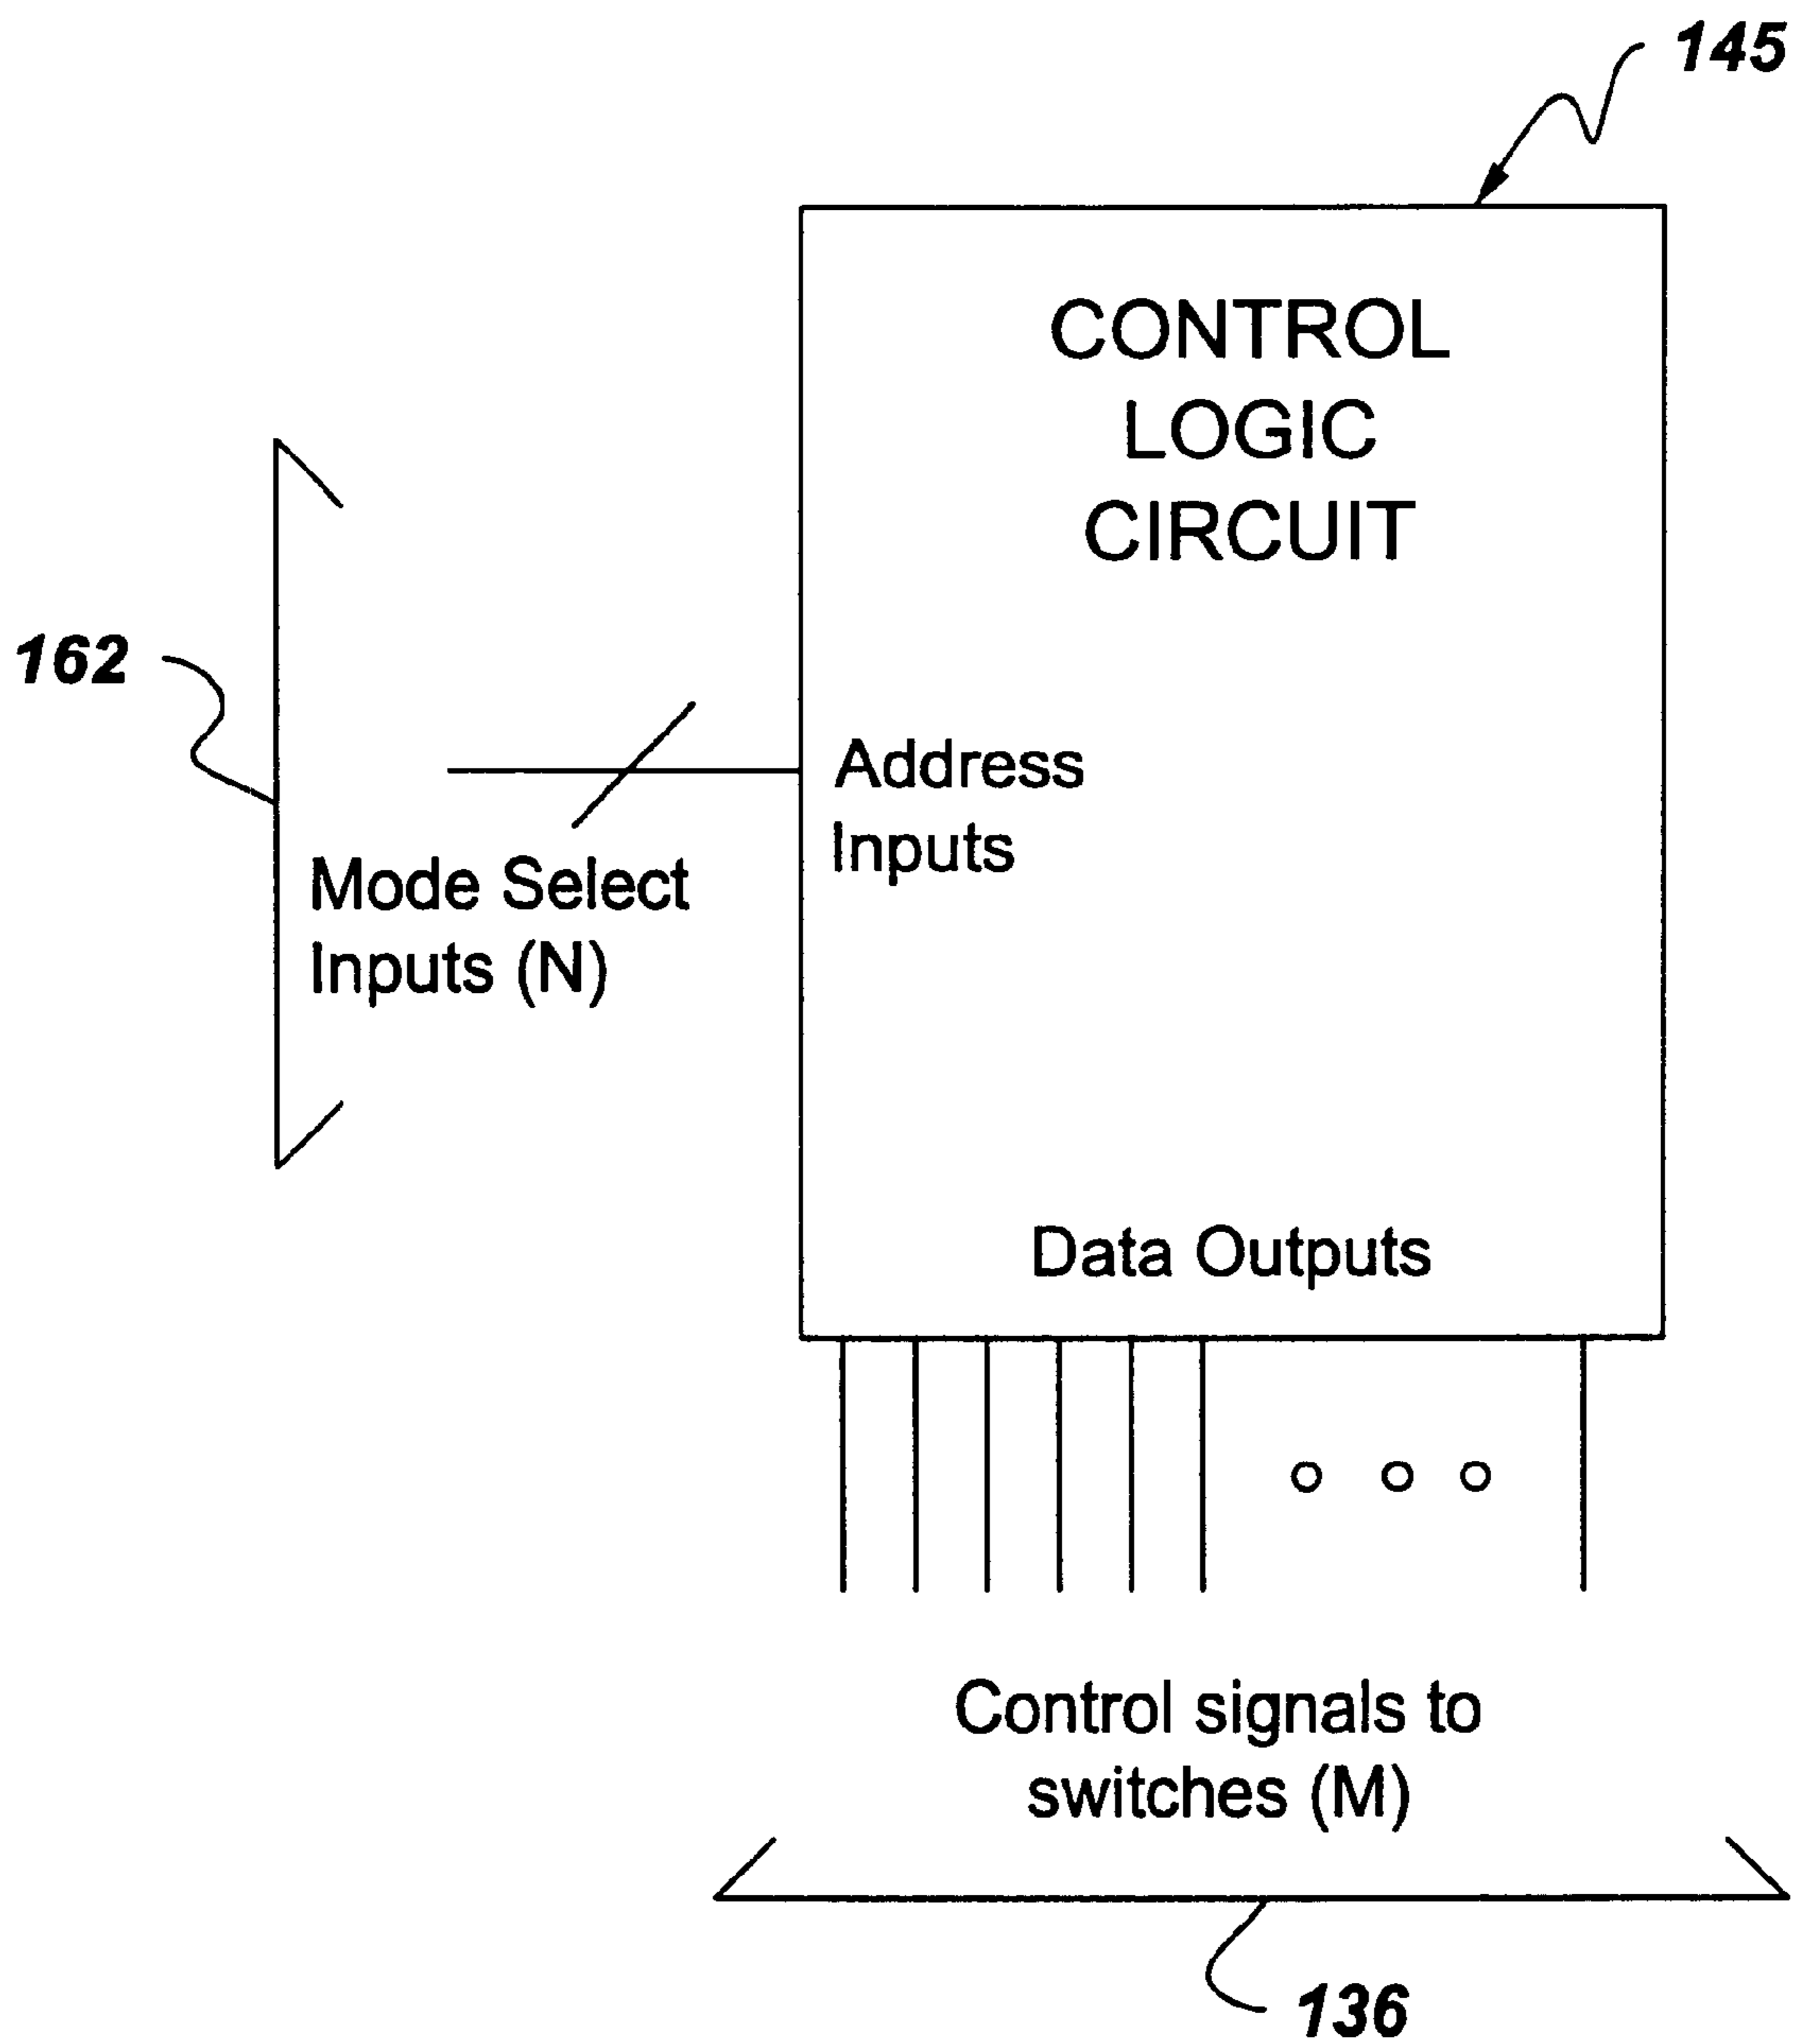 145
CONTROL
LOGIC
CIRCUIT
162
Address
Inputs
Mode Select
Inputs (N)
Data Outputs
Control signals to
switches (M)
136